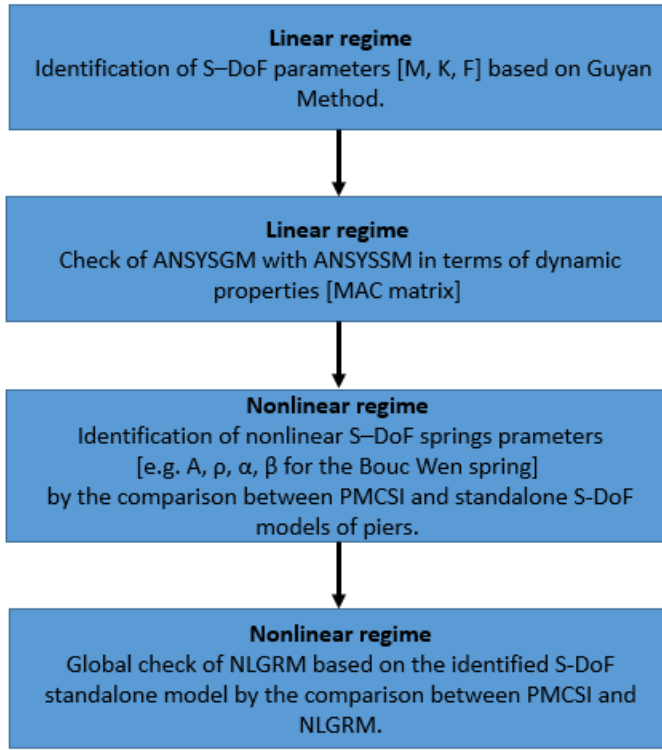 Linear regime
Identification of S–DoF parameters [M, K, F] based on Guyan
Method.
Linear regime
Check of ANSYSGM with ANSYSSM in terms of dynamic
properties [MAC matrix]
Nonlinear regime
Identification of nonlinear S–DoF springs prameters
[e.g. A, ρ, α, β for the Bouc Wen spring]
by the comparison between PMCSI and standalone S-DoF
models of piers.
Nonlinear regime
Global check of NLGRM based on the identified S-DoF
standalone model by the comparison between PMCSI and
NLGRM.